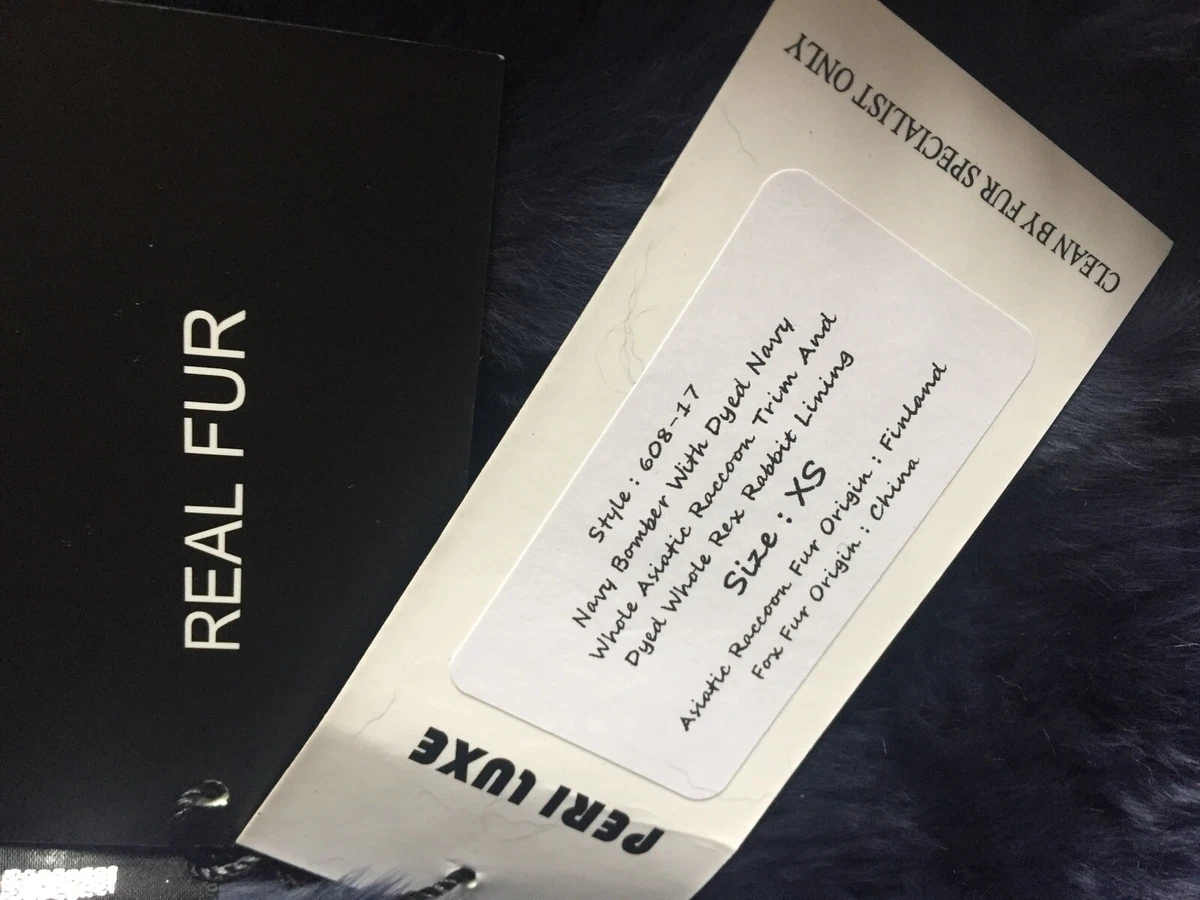 REAL FUR
PERI LUXE
Style : 608-17
Navy Bomber With Dyed Navy
Whole Asiatic Raccoon Trim And
Dyed Whole Rex Rabbit Lining
Size : XS
Asiatic Raccoon Fur Origin : Finland
Fox Fur Origin : China
CLEAN BY FUR SPECIALIST ONLY